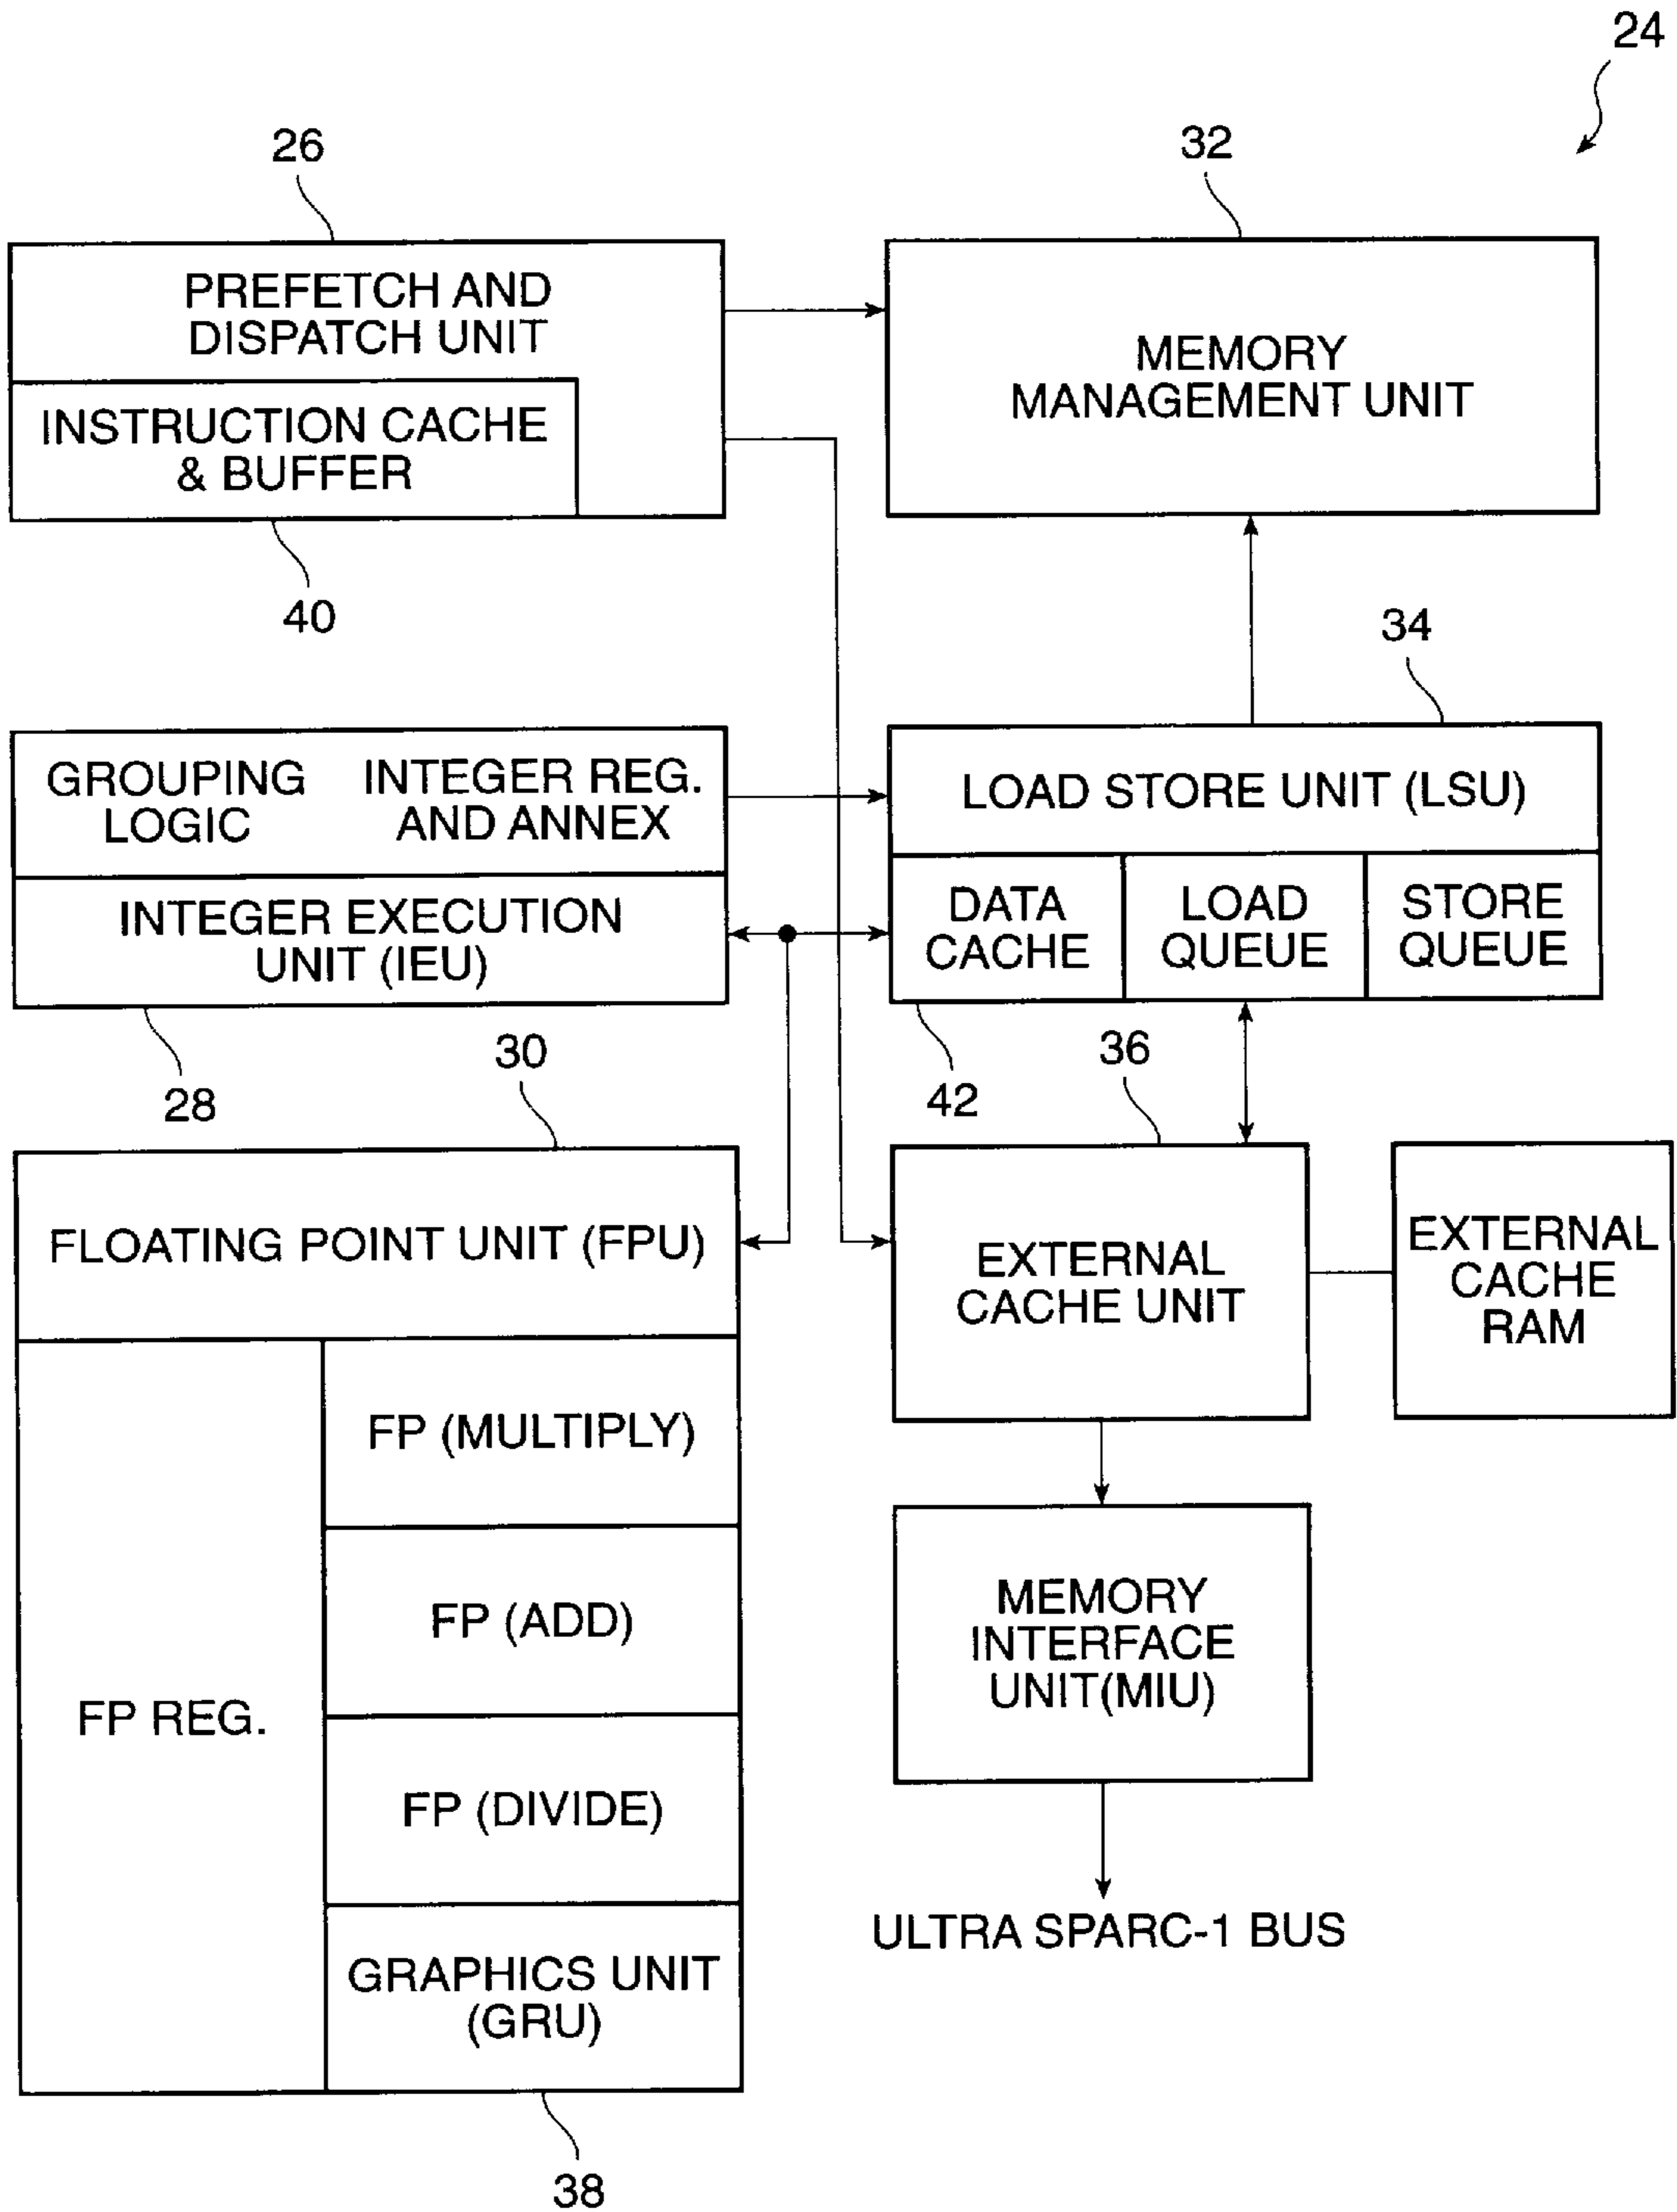 24
26
32
PREFETCH AND
DISPATCH UNIT
INSTRUCTION CACHE
& BUFFER
MEMORY
MANAGEMENT UNIT
40
34
GROUPING
LOGIC
INTEGER REG.
AND ANNEX
INTEGER EXECUTION
UNIT (IEU)
LOAD STORE UNIT (LSU)
DATA
CACHE
LOAD
QUEUE
STORE
QUEUE
28
30
42
36
FLOATING POINT UNIT (FPU)
FP REG.
FP (MULTIPLY)
FP (ADD)
FP (DIVIDE)
GRAPHICS UNIT
(GRU)
38
EXTERNAL
CACHE UNIT
EXTERNAL
CACHE
RAM
MEMORY
INTERFACE
UNIT(MIU)
ULTRA SPARC-1 BUS